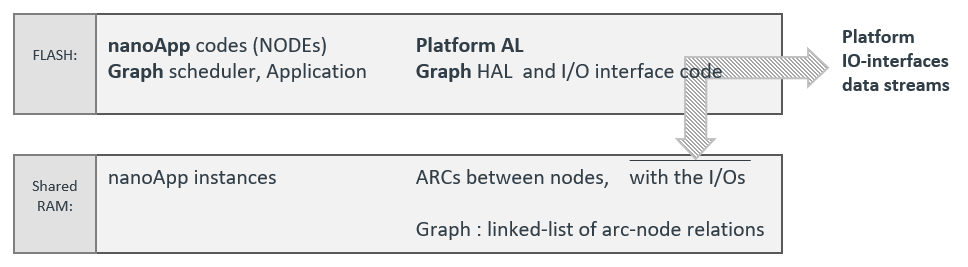 FLASH:
nanoApp codes (NODEs)
Graph scheduler, Application
Platform AL
Graph HAL and I/O interface code
Platform
IO-interfaces
data streams
Shared
RAM:
nanoApp instances
ARCs between nodes, with the I/Os
Graph : linked-list of arc-node relations